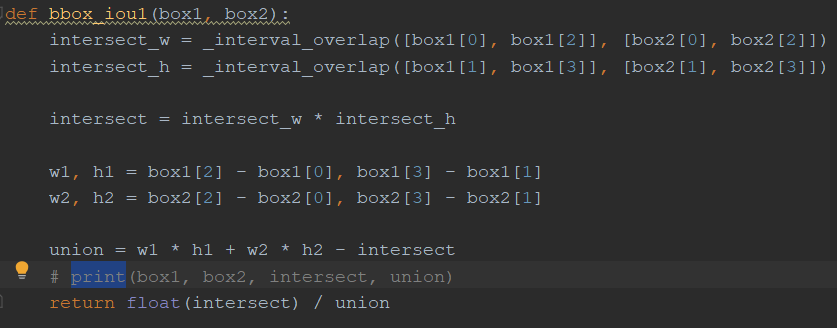 def bbox_iou1(box1, box2):
    intersect_w = _interval_overlap([box1[0], box1[2]], [box2[0], box2[2]])
    intersect_h = _interval_overlap([box1[1], box1[3]], [box2[1], box2[3]])
    intersect = intersect_w * intersect_h
    w1, h1 = box1[2] - box1[0], box1[3] - box1[1]
    w2, h2 = box2[2] - box2[0], box2[3] - box2[1]
    union = w1 * h1 + w2 * h2 - intersect
    # print(box1, box2, intersect, union)
    return float(intersect) / union